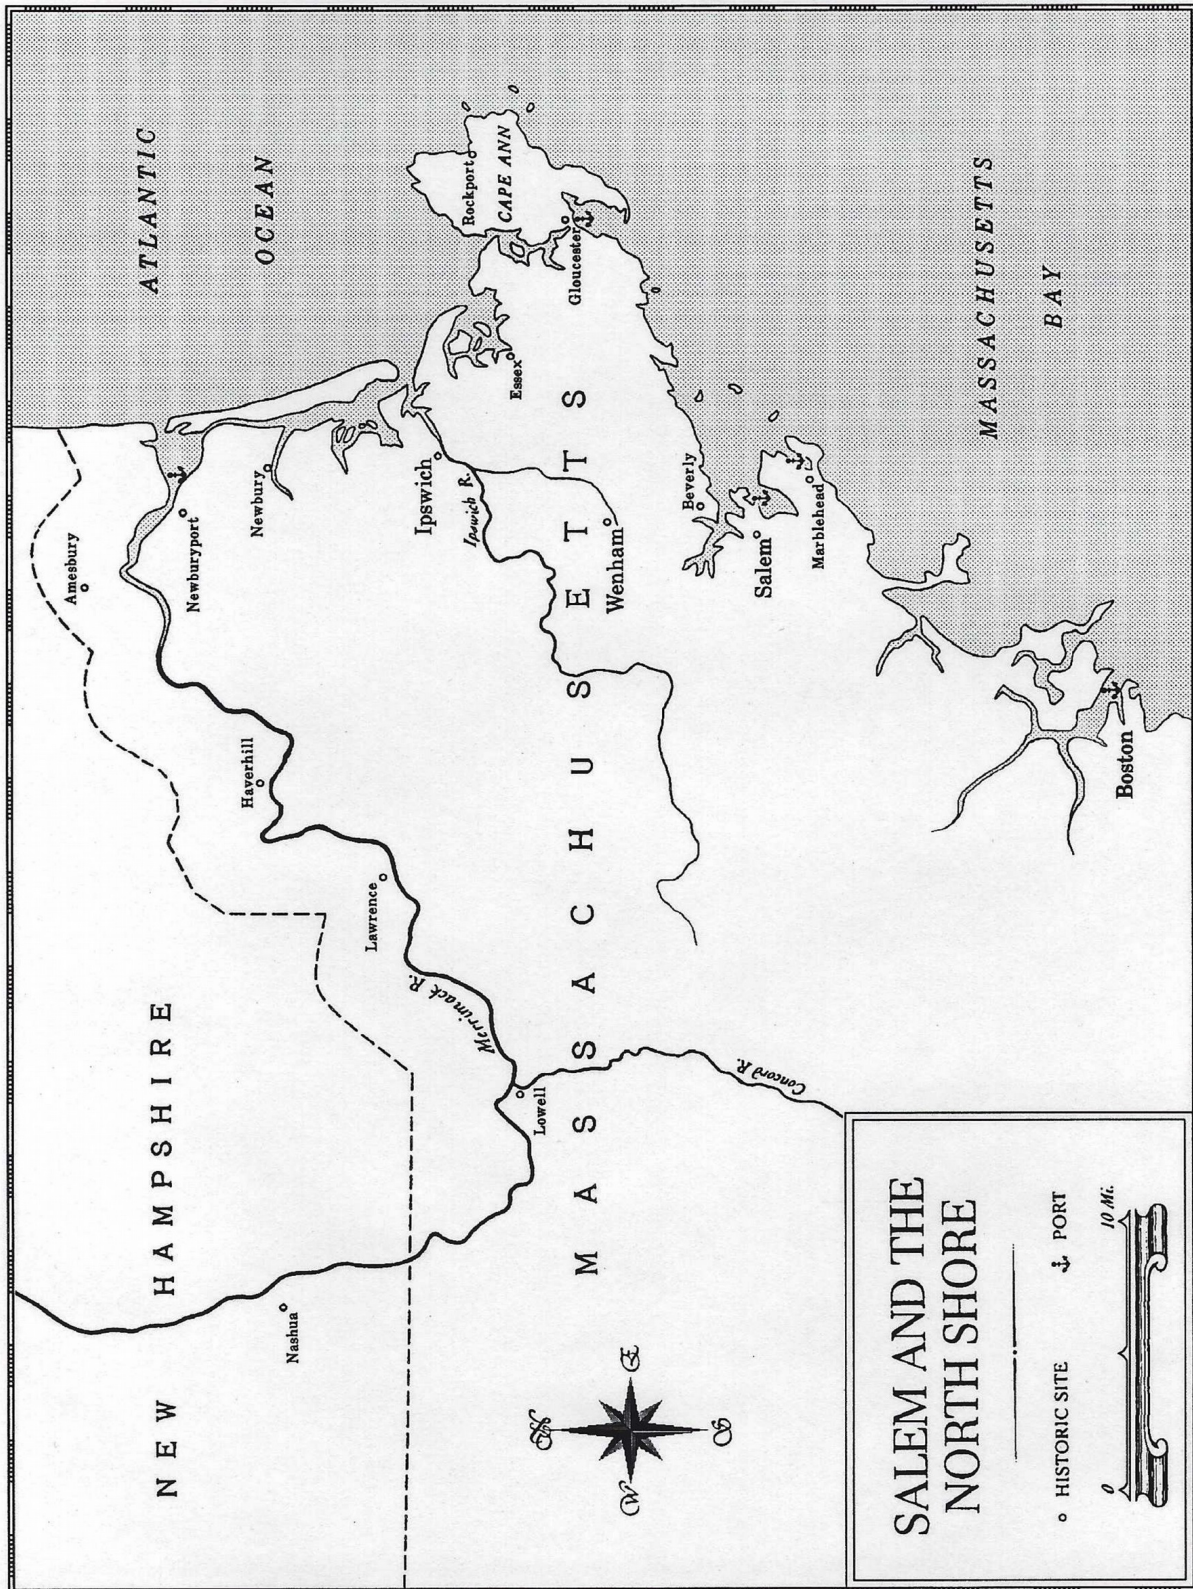 ATLANTIC
OCEAN
NEW HAMPSHIRE
Amesbury
Newburyport
Newbury
Haverhill
Lawrence
Nashua
Rockport
CAPE ANN
Gloucester
Essex
Ipswich
Ipswich R.
Wenham
Merrimack R.
Lowell
MASSACHUSETTS
Beverly
Salem
Marblehead
Concord R.
Boston
MASSACHUSETTS
BAY
N
W
E
S
SALEM AND THE
NORTH SHORE
HISTORIC SITE
PORT
0
10 Mi.